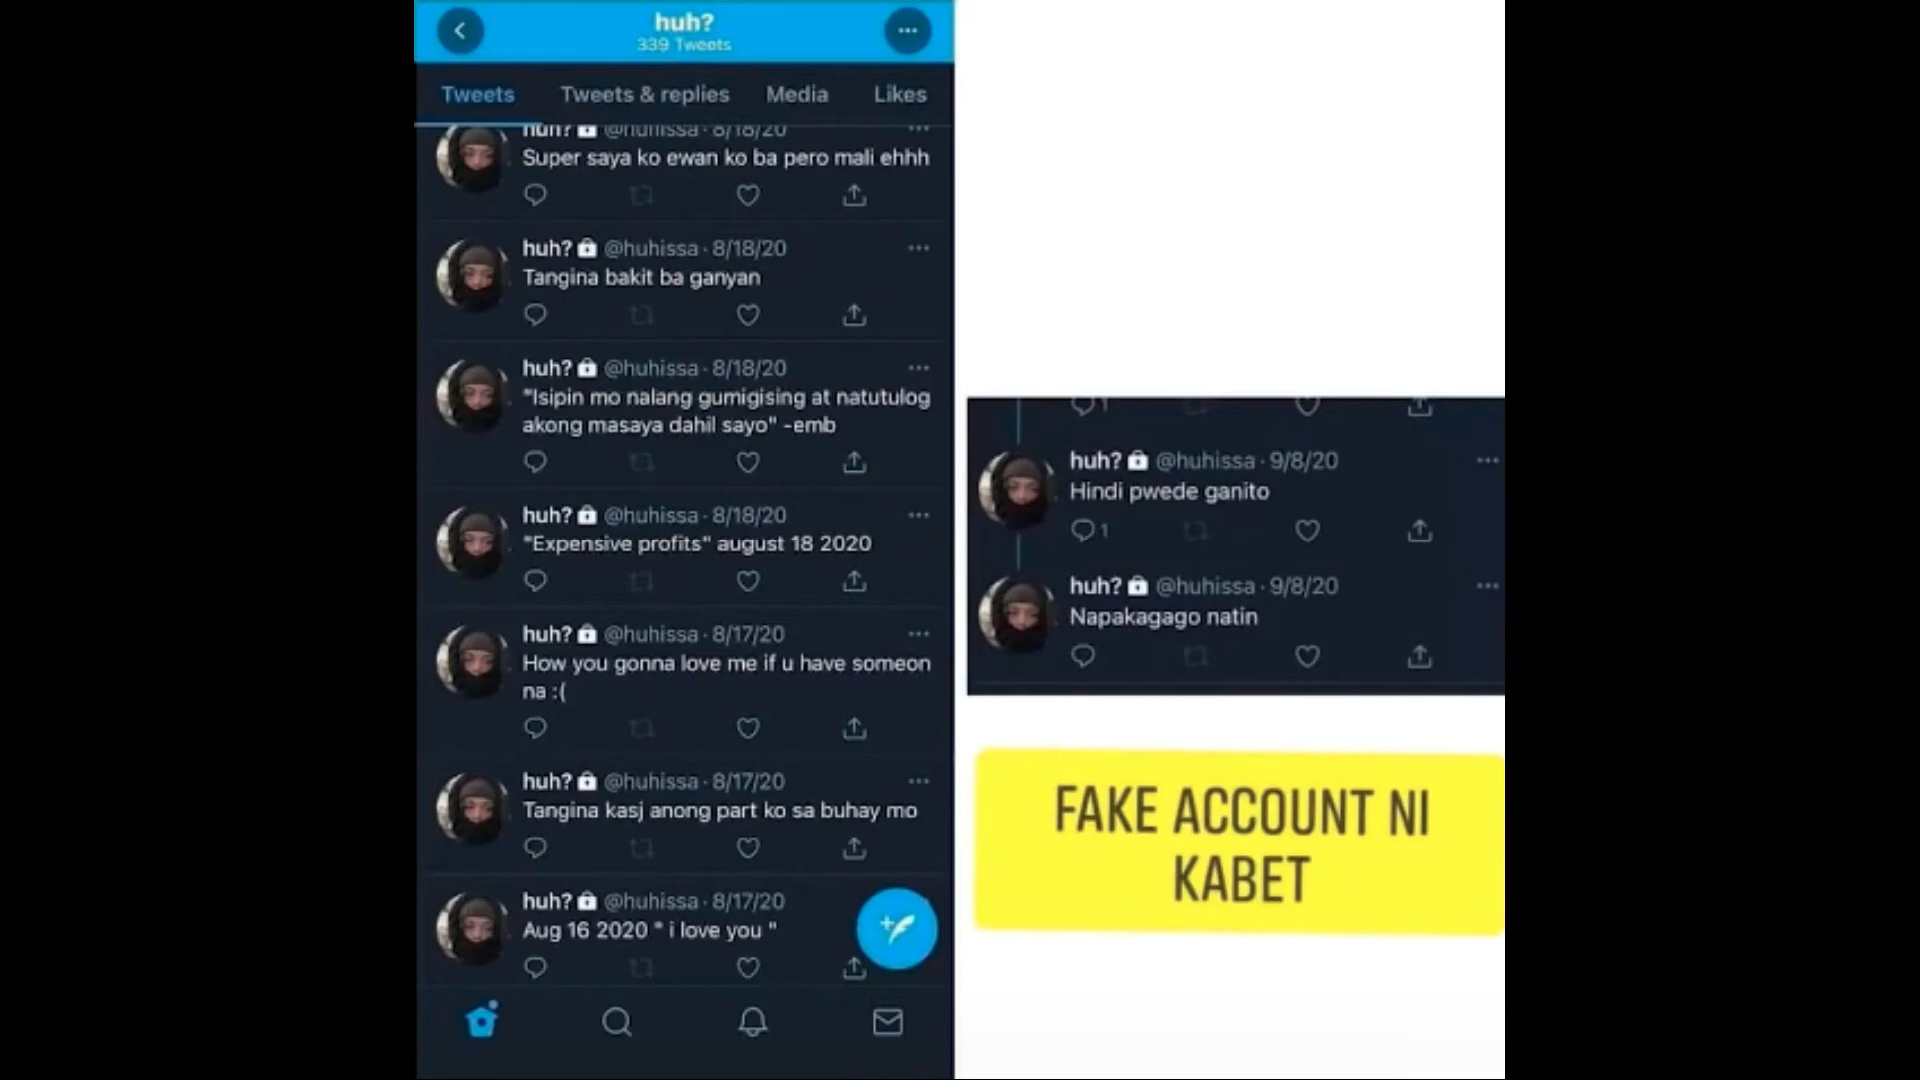 huh?
339 Tweets
Tweets Tweets & replies Media Likes
huh? @huhissa · 8/18/20
Super saya ko ewan ko ba pero mali ehhh
huh? @huhissa · 8/18/20
Tangina bakit ba ganyan
huh? @huhissa · 8/18/20
"Isipin mo nalang gumigising at natutulog
akong masaya dahil sayo" -emb
huh? @huhissa · 8/18/20
"Expensive profits" august 18 2020
huh? @huhissa · 8/17/20
How you gonna love me if u have someon
na :(
huh? @huhissa · 8/17/20
Tangina kasj anong part ko sa buhay mo
huh? @huhissa · 8/17/20
Aug 16 2020 " i love you "
1
huh? @huhissa · 9/8/20
Hindi pwede ganito
1
huh? @huhissa · 9/8/20
Napakagago natin
FAKE ACCOUNT NI
KABET